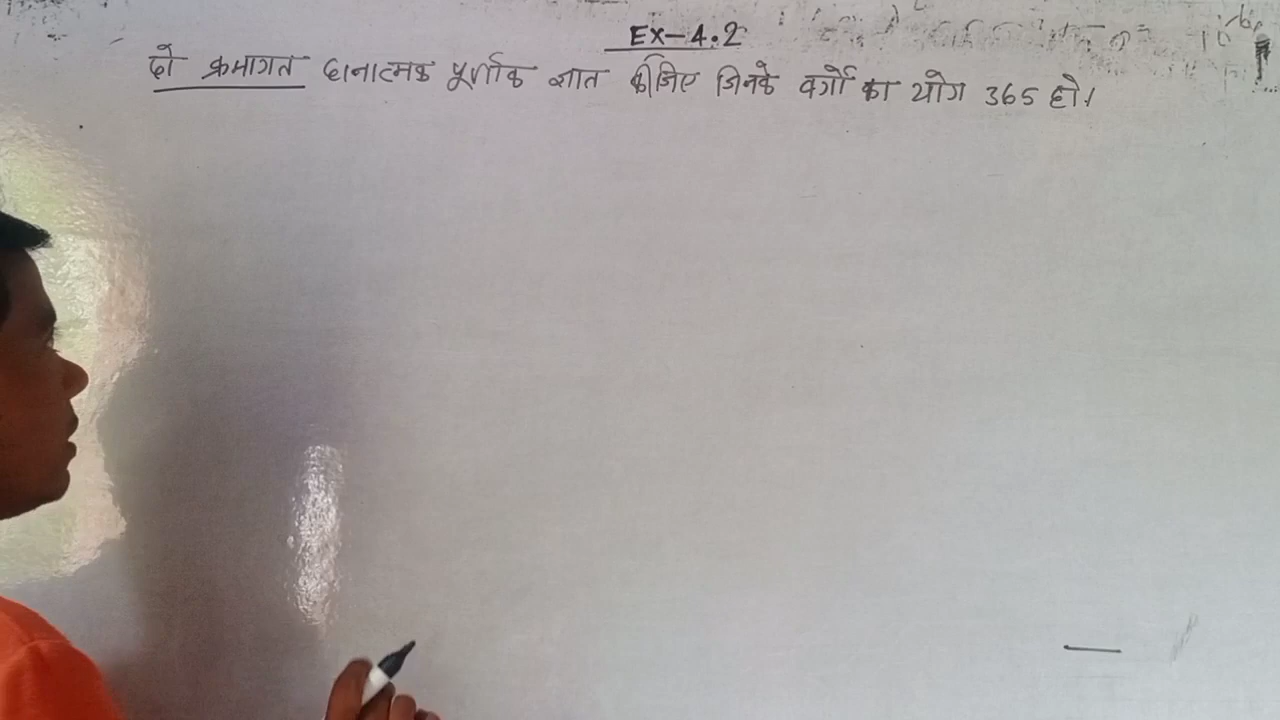 Ex-4.2
दो क्रमागत धनात्मक पूर्णांक ज्ञात कीजिए जिनके वर्गों का योग 365 हो।